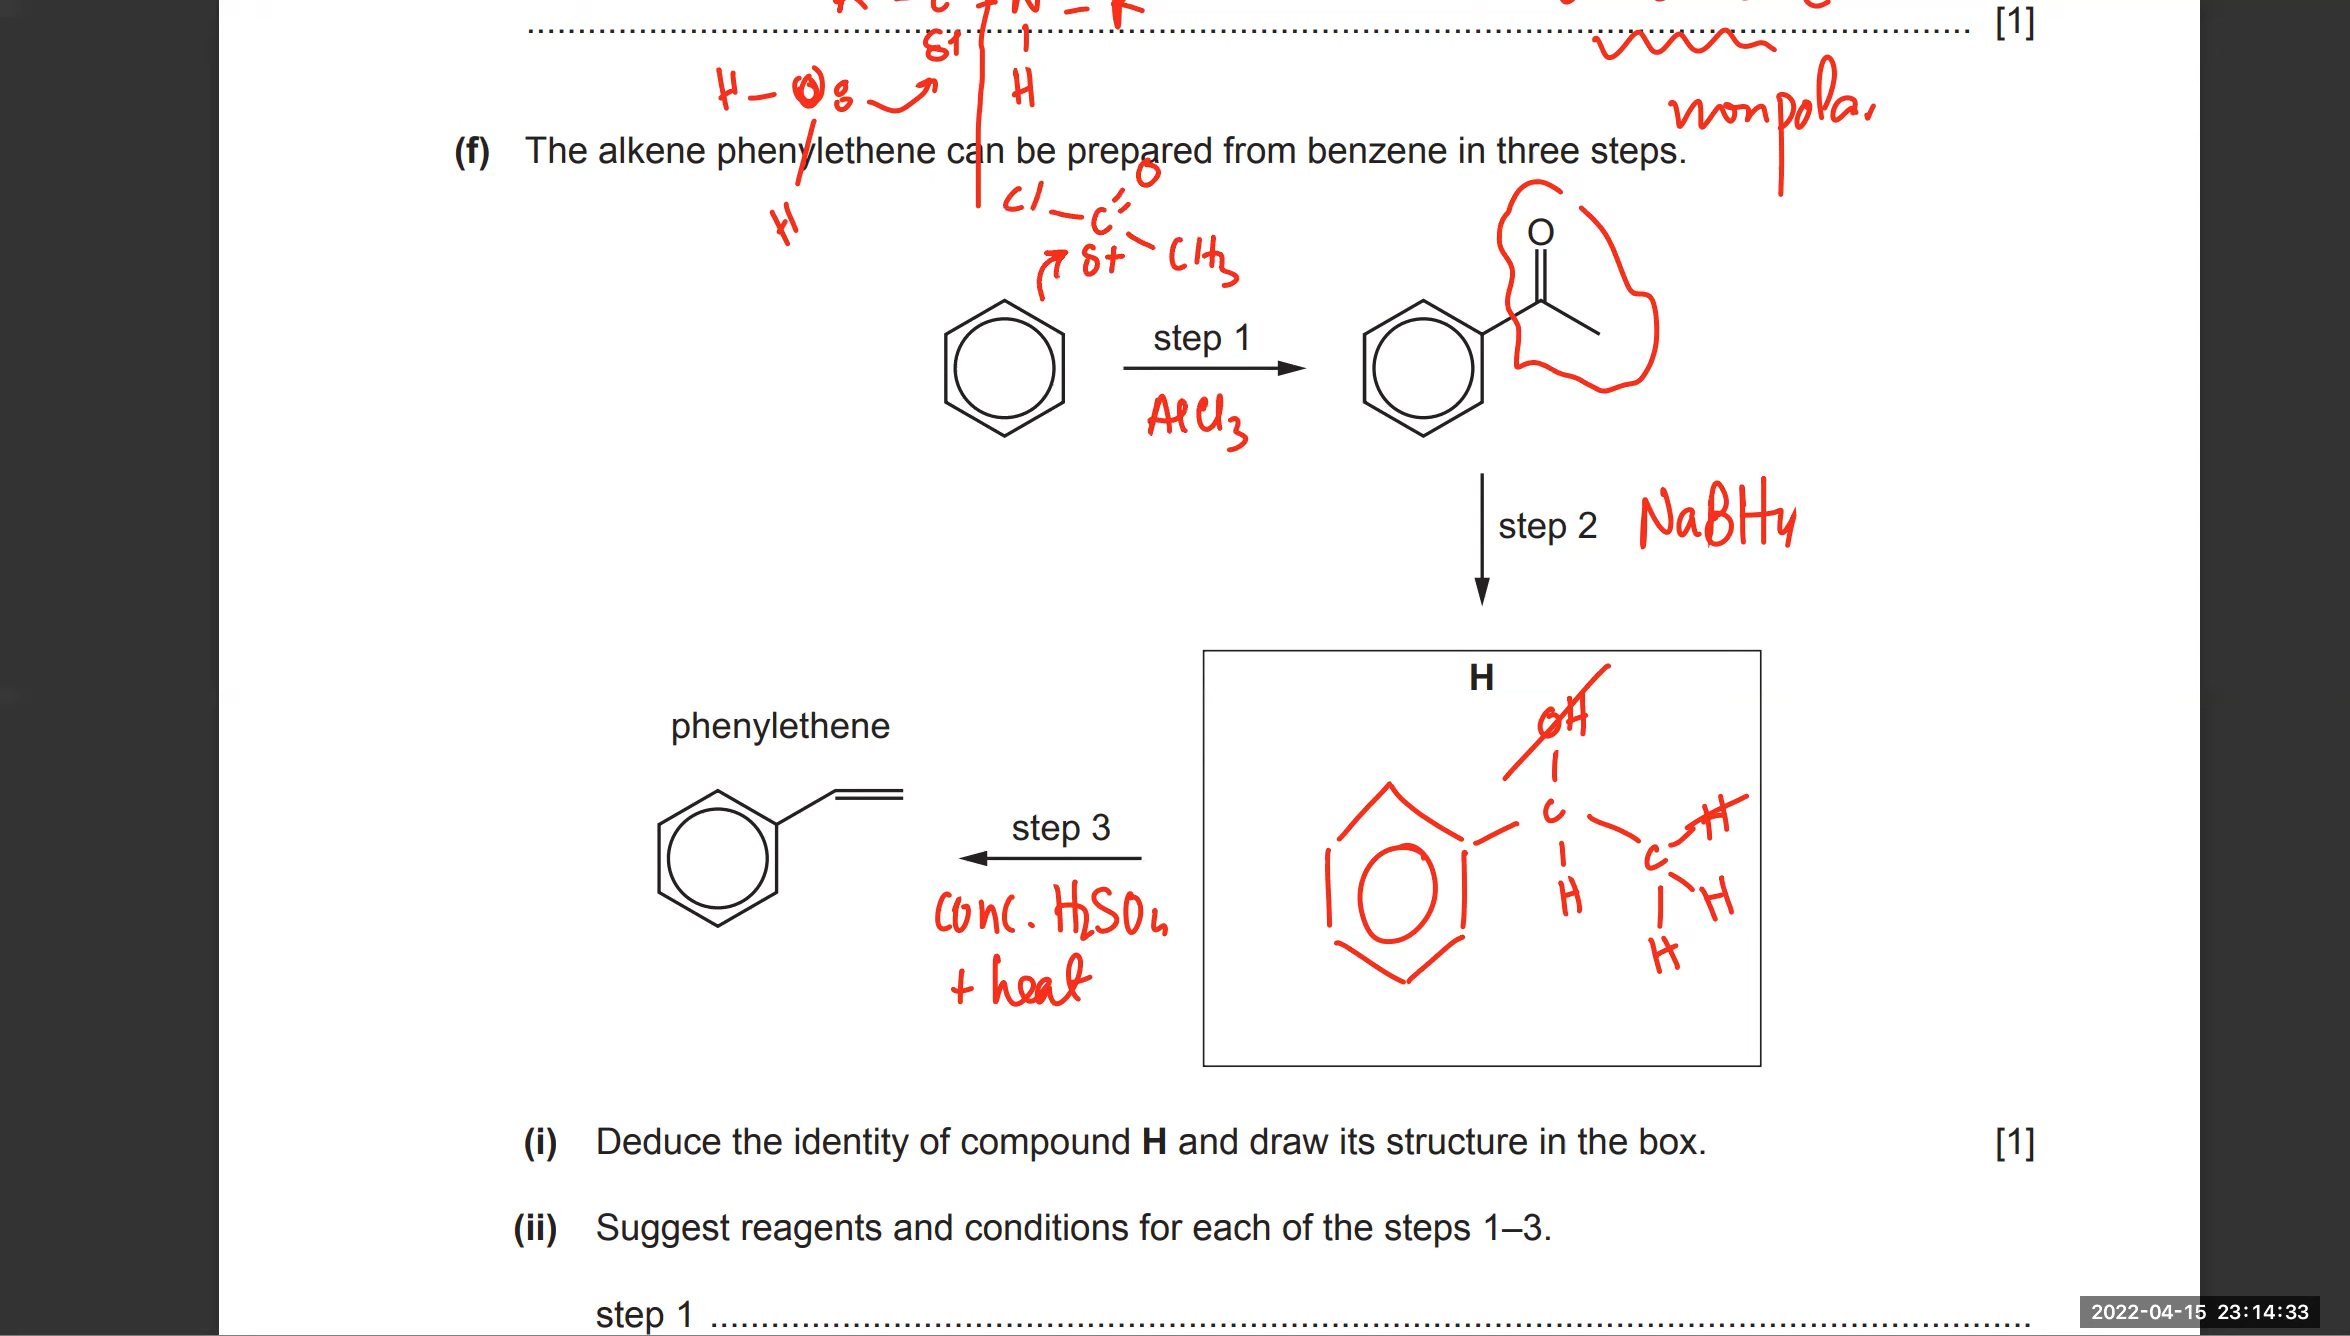 [1]
δ+
H – O
H
H
nonpolar
(f) The alkene phenylethene can be prepared from benzene in three steps.
O
Cl – C
δ+ CH3
O
step 1
AlCl3
step 2 NaBH4
H
OH
phenylethene
C H
step 3
C
H H
H
conc. H2SO4
+ heat
(i) Deduce the identity of compound H and draw its structure in the box. [1]
(ii) Suggest reagents and conditions for each of the steps 1–3.
step 1
2022-04-15 23:14:33